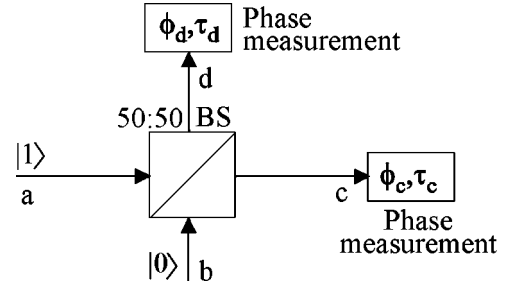 ϕd,τd
Phase
measurement
d
50:50 BS
|1⟩
a
c
ϕc,τc
Phase
measurement
|0⟩
b